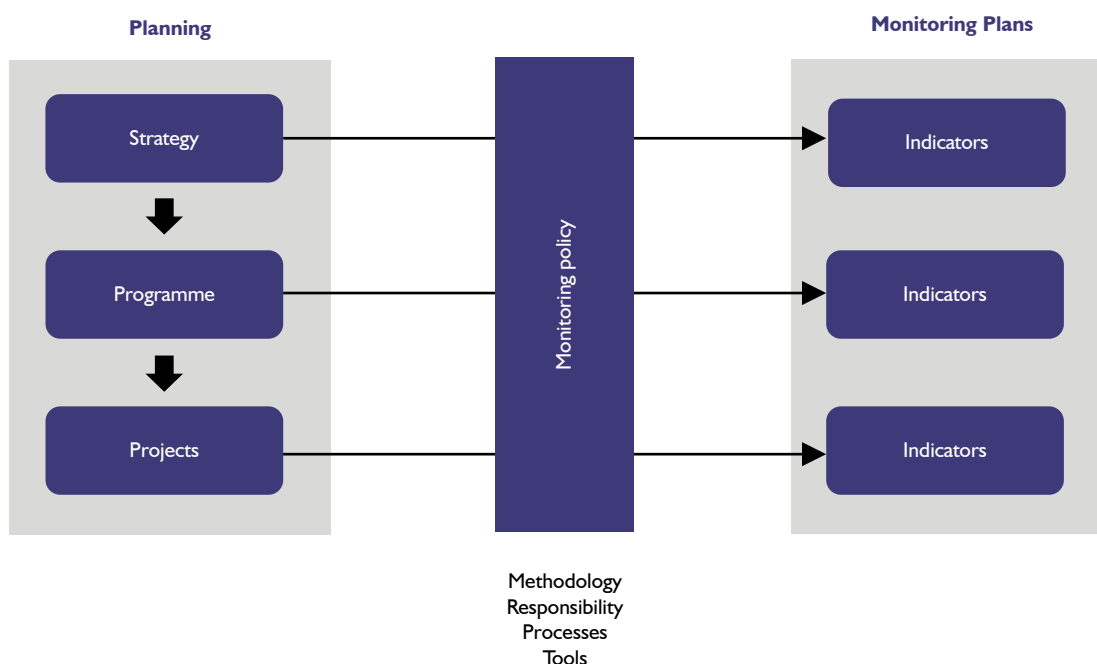 Planning
Monitoring Plans
Strategy
Indicators
Monitoring policy
Programme
Indicators
Projects
Indicators
Methodology
Responsibility
Processes
Tools